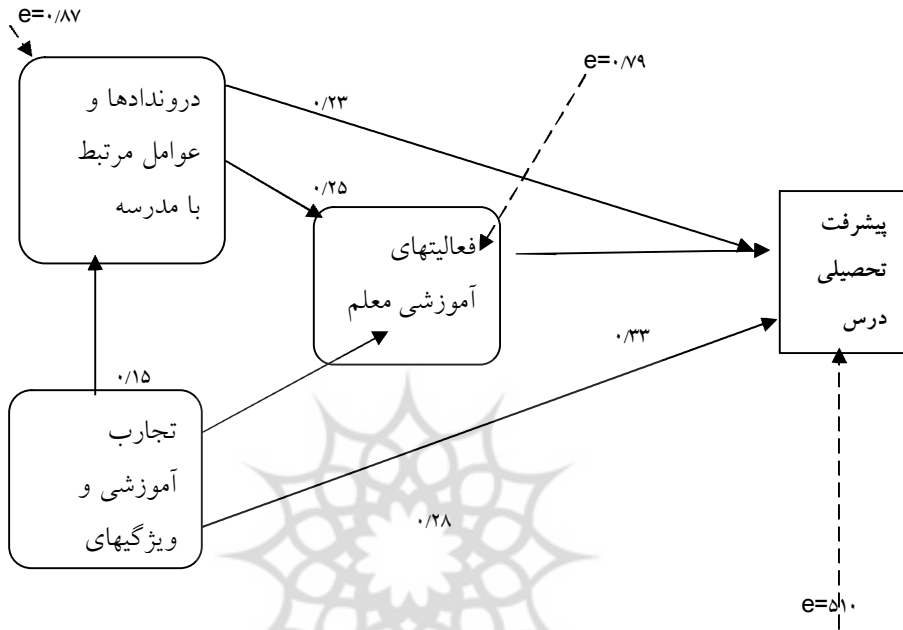 e=۰/۸۷
e=۰/۷۹
دروندادها و
عوامل مرتبط
با مدرسه
۰/۲۳
۰/۲۵
فعالیتهای
آموزشی معلم
پیشرفت
تحصیلی
درس
۰/۳۳
۰/۱۵
تجارب
آموزشی و
ویژگیهای
۰/۲۸
e=۵۱۰